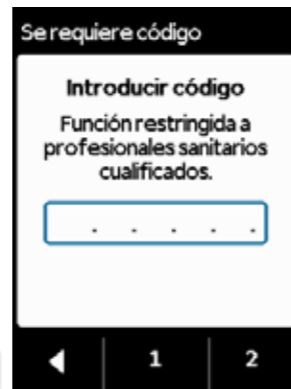 Se requiere código
Introducir código
Función restringida a
profesionales sanitarios
cualificados.
. . . . .
1 2